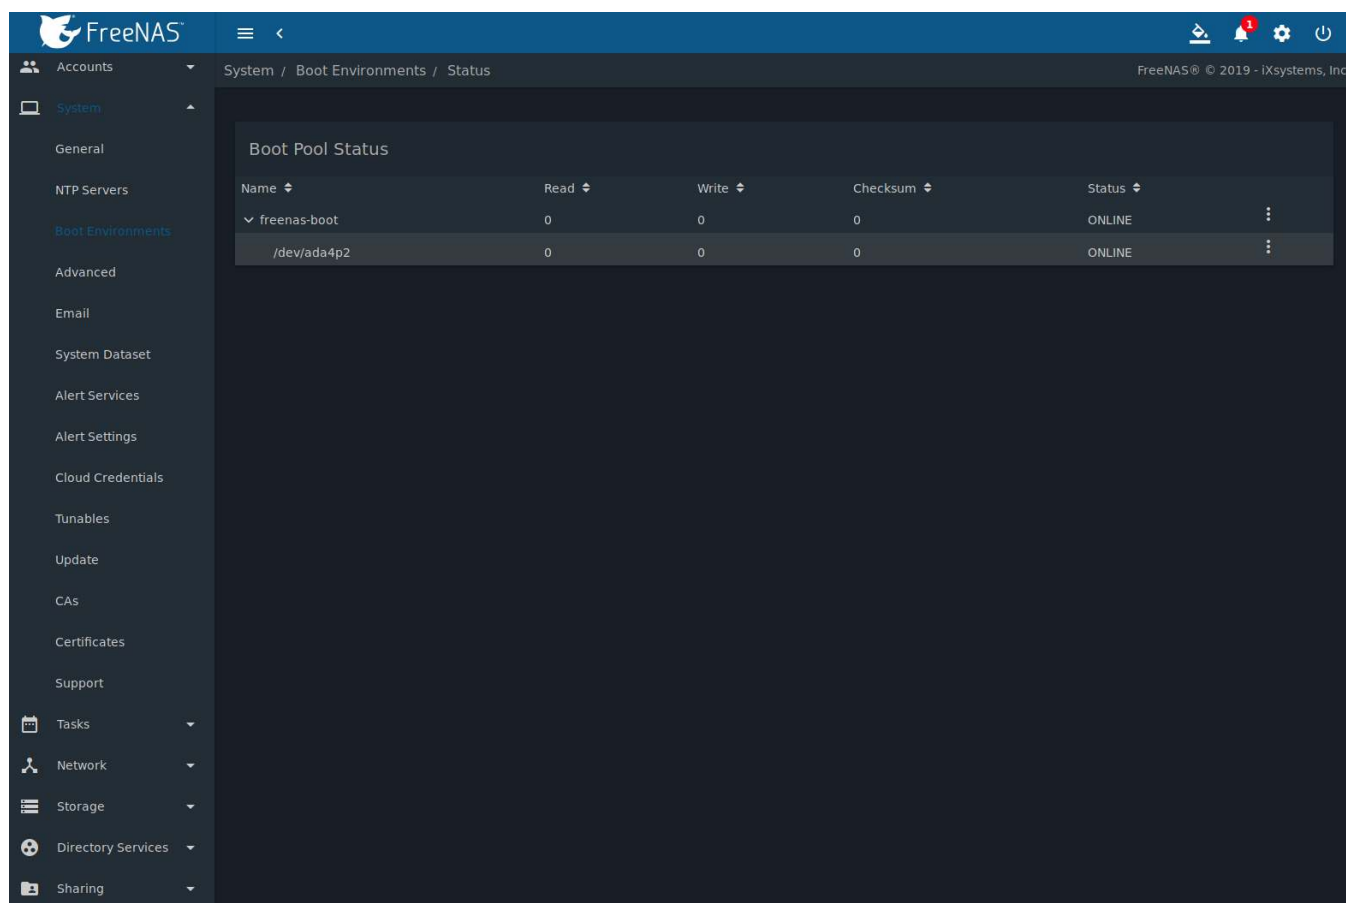 FreeNAS®
1
Accounts
System / Boot Environments / Status
FreeNAS® © 2019 - iXsystems, Inc
System
General
NTP Servers
Boot Environments
Advanced
Email
System Dataset
Alert Services
Alert Settings
Cloud Credentials
Tunables
Update
CAs
Certificates
Support
Tasks
Network
Storage
Directory Services
Sharing
Boot Pool Status
Name Read Write Checksum Status
freenas-boot 0 0 0 ONLINE
/dev/ada4p2 0 0 0 ONLINE